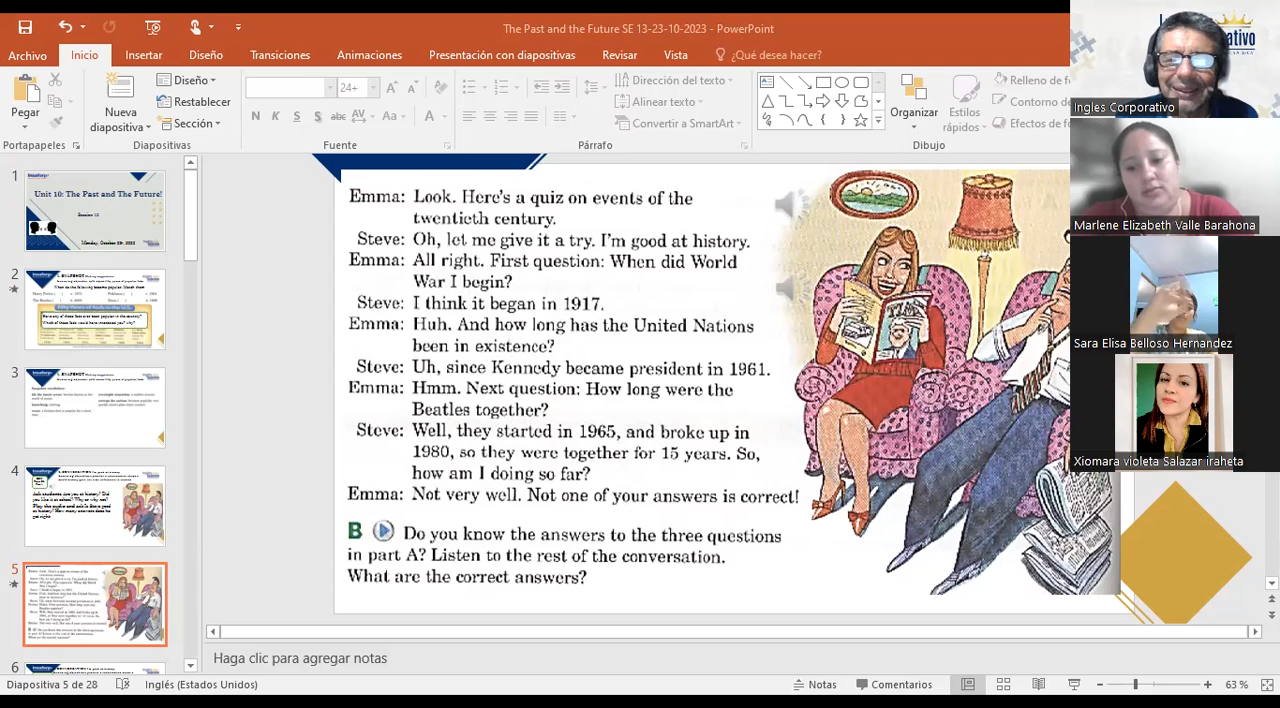 The Past and the Future SE 13-23-10-2023 - PowerPoint
Archivo Inicio Insertar Diseño Transiciones Animaciones Presentación con diapositivas Revisar Vista ¿Qué desea hacer?
Pegar
Nueva
diapositiva
Diseño
Restablecer
Sección
24+
N K S S abc AV Aa A
Dirección del texto
Alinear texto
Convertir a SmartArt
Organizar
Estilos
rápidos
Relleno de
Contorno de
Efectos de
Portapapeles Diapositivas Fuente Párrafo Dibujo
Ingles Corporativo
Marlene Elizabeth Valle Barahona
Sara Elisa Belloso Hernandez
Xiomara violeta Salazar iraheta
1
Unit 10: The Past and The Future!
2
3
4
5
6
Emma: Look. Here's a quiz on events of the
twentieth century.
Steve: Oh, let me give it a try. I'm good at history.
Emma: All right. First question: When did World
War I begin?
Steve: I think it began in 1917.
Emma: Huh. And how long has the United Nations
been in existence?
Steve: Uh, since Kennedy became president in 1961.
Emma: Hmm. Next question: How long were the
Beatles together?
Steve: Well, they started in 1965, and broke up in
1980, so they were together for 15 years. So,
how am I doing so far?
Emma: Not very well. Not one of your answers is correct!
B Do you know the answers to the three questions
in part A? Listen to the rest of the conversation.
What are the correct answers?
Haga clic para agregar notas
Diapositiva 5 de 28 Inglés (Estados Unidos) Notas Comentarios 63 %